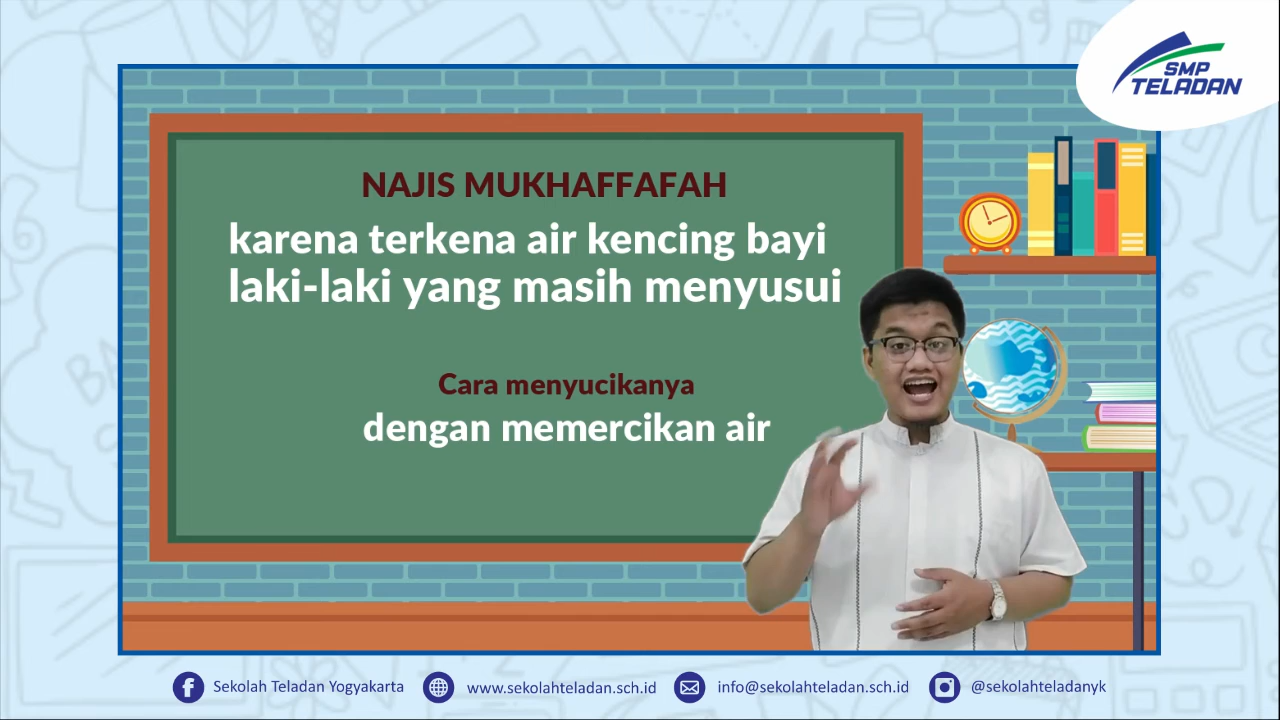 SMP
TELADAN
NAJIS MUKHAFFAFAH
karena terkena air kencing bayi
laki-laki yang masih menyusui
Cara menyucikanya
dengan memercikan air
Sekolah Teladan Yogyakarta
www.sekolahteladan.sch.id
info@sekolahteladan.sch.id
@sekolahteladanyk